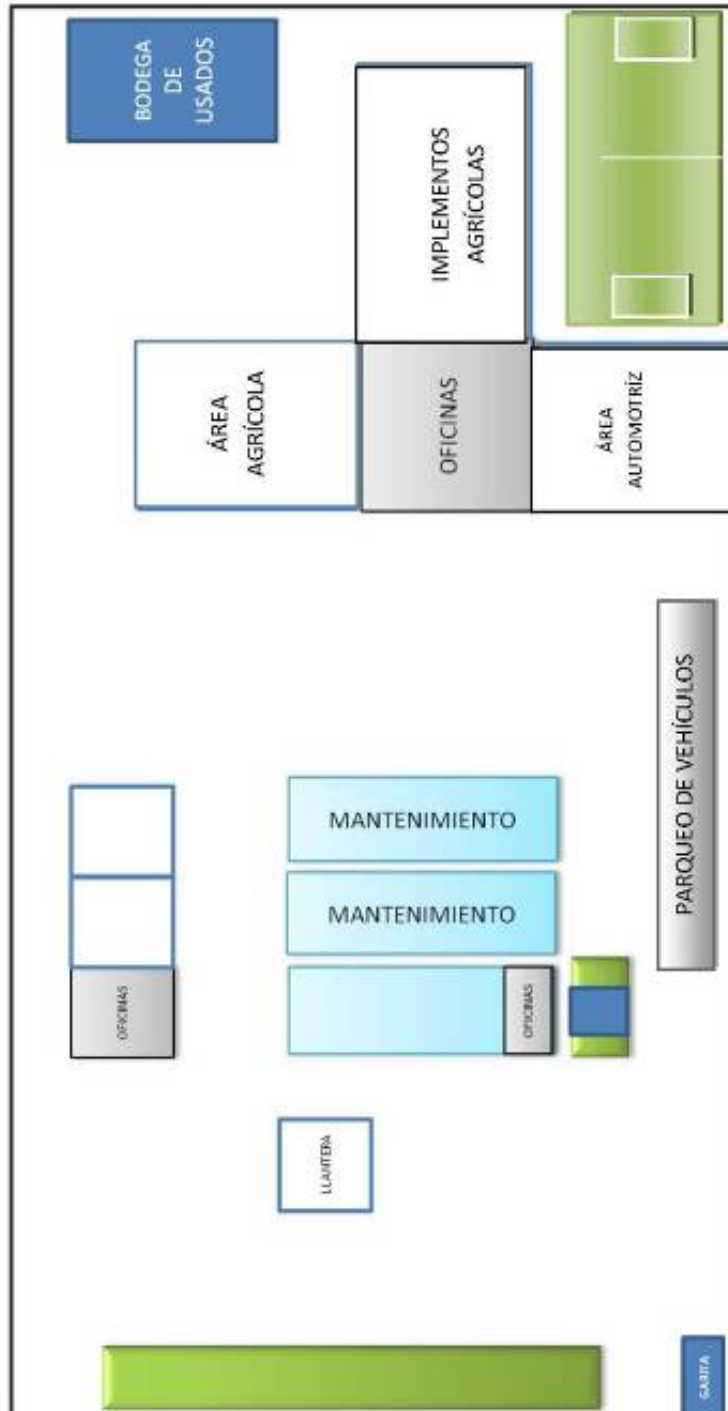 BODEGA
DE
USADOS
IMPLEMENTOS
AGRÍCOLAS
ÁREA
AGRÍCOLA
OFICINAS
ÁREA
AUTOMOTRÍZ
PARQUEO DE VEHÍCULOS
MANTENIMIENTO
MANTENIMIENTO
OFICINAS
OFICINAS
LLANTERA
GARITA